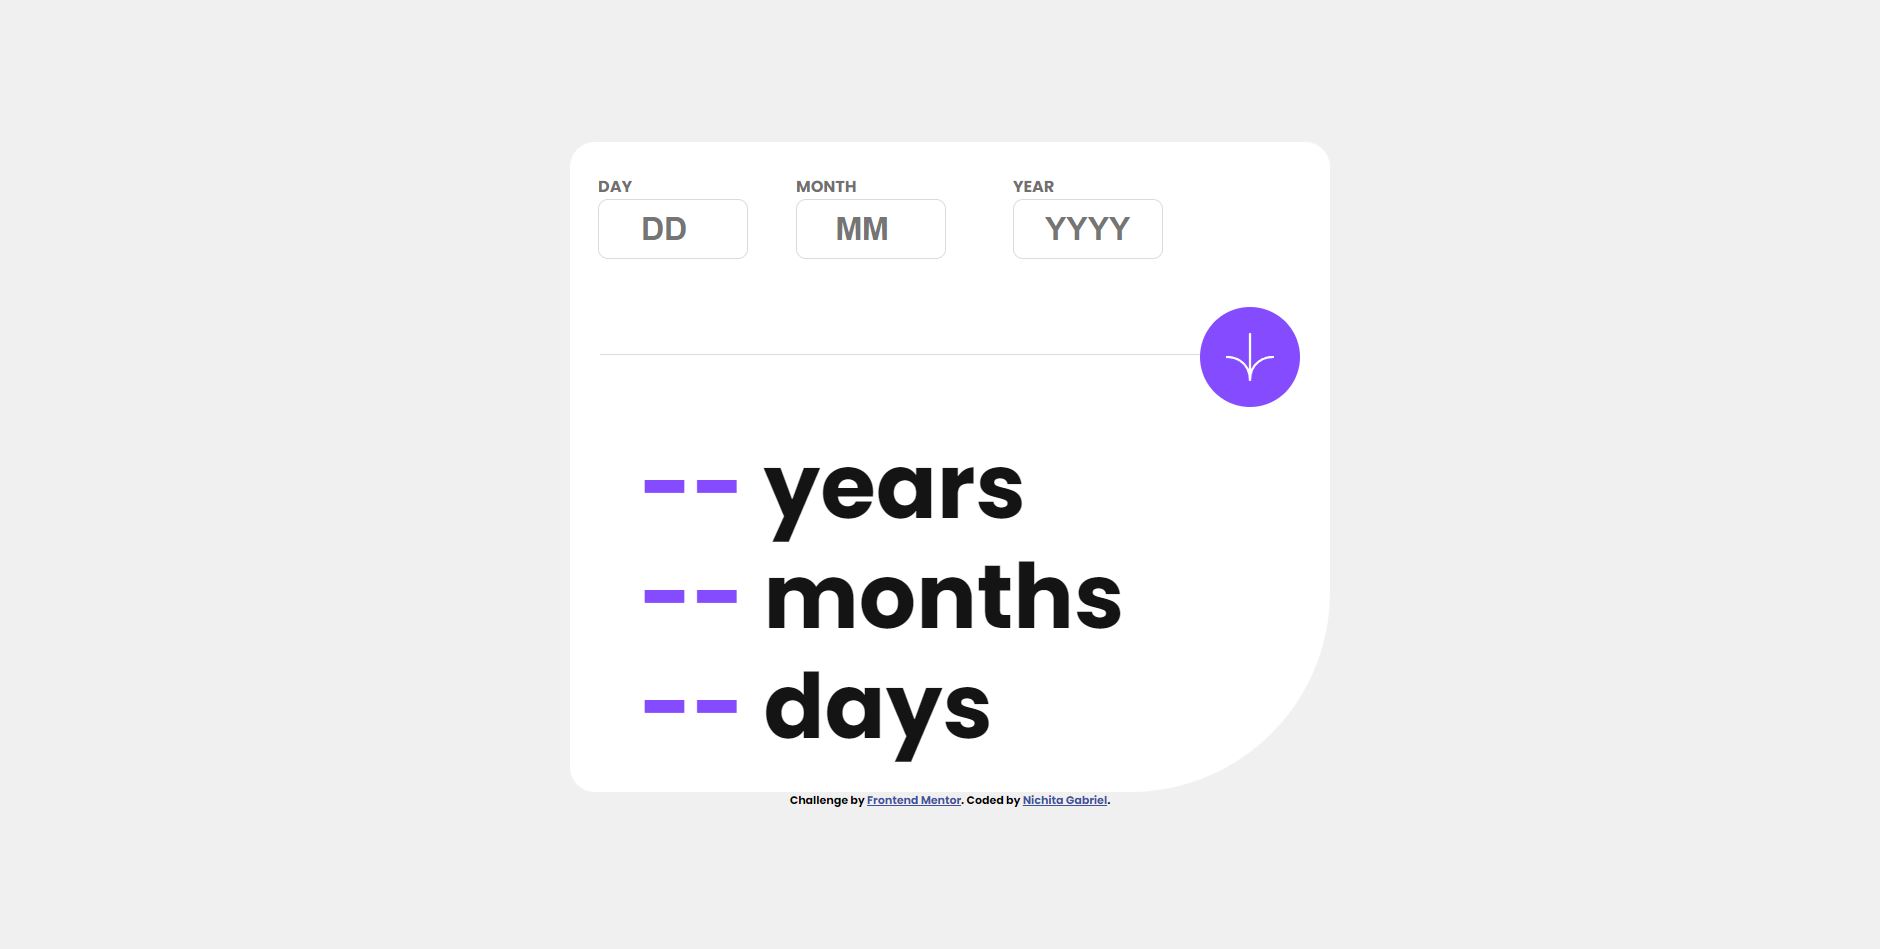 DAY MONTH YEAR
DD MM YYYY
-- years
-- months
-- days
Challenge by Frontend Mentor. Coded by Nichita Gabriel.